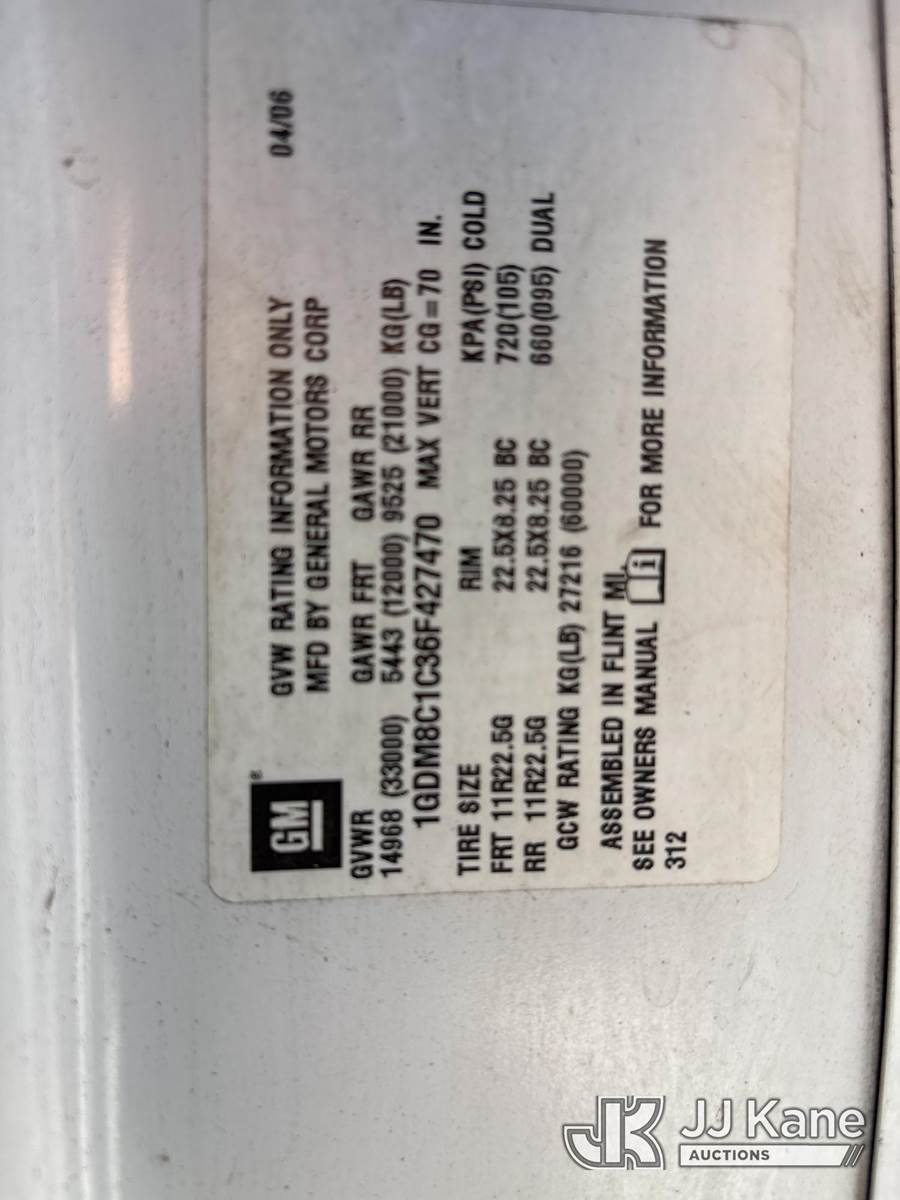 GM®
GVW RATING INFORMATION ONLY 04/06
MFD BY GENERAL MOTORS CORP
GVWR GAWR FRT GAWR RR
14968 (33000) 5443 (12000) 9525 (21000) KG(LB)
1GDM8C1C36F427470 MAX VERT CG=70 IN.
TIRE SIZE RIM KPA(PSI) COLD
FRT 11R22.5G 22.5X8.25 BC 720(105)
RR 11R22.5G 22.5X8.25 BC 660(095) DUAL
GCW RATING KG(LB) 27216 (60000)
ASSEMBLED IN FLINT MI.
SEE OWNERS MANUAL i FOR MORE INFORMATION
312
JK JJ Kane
AUCTIONS